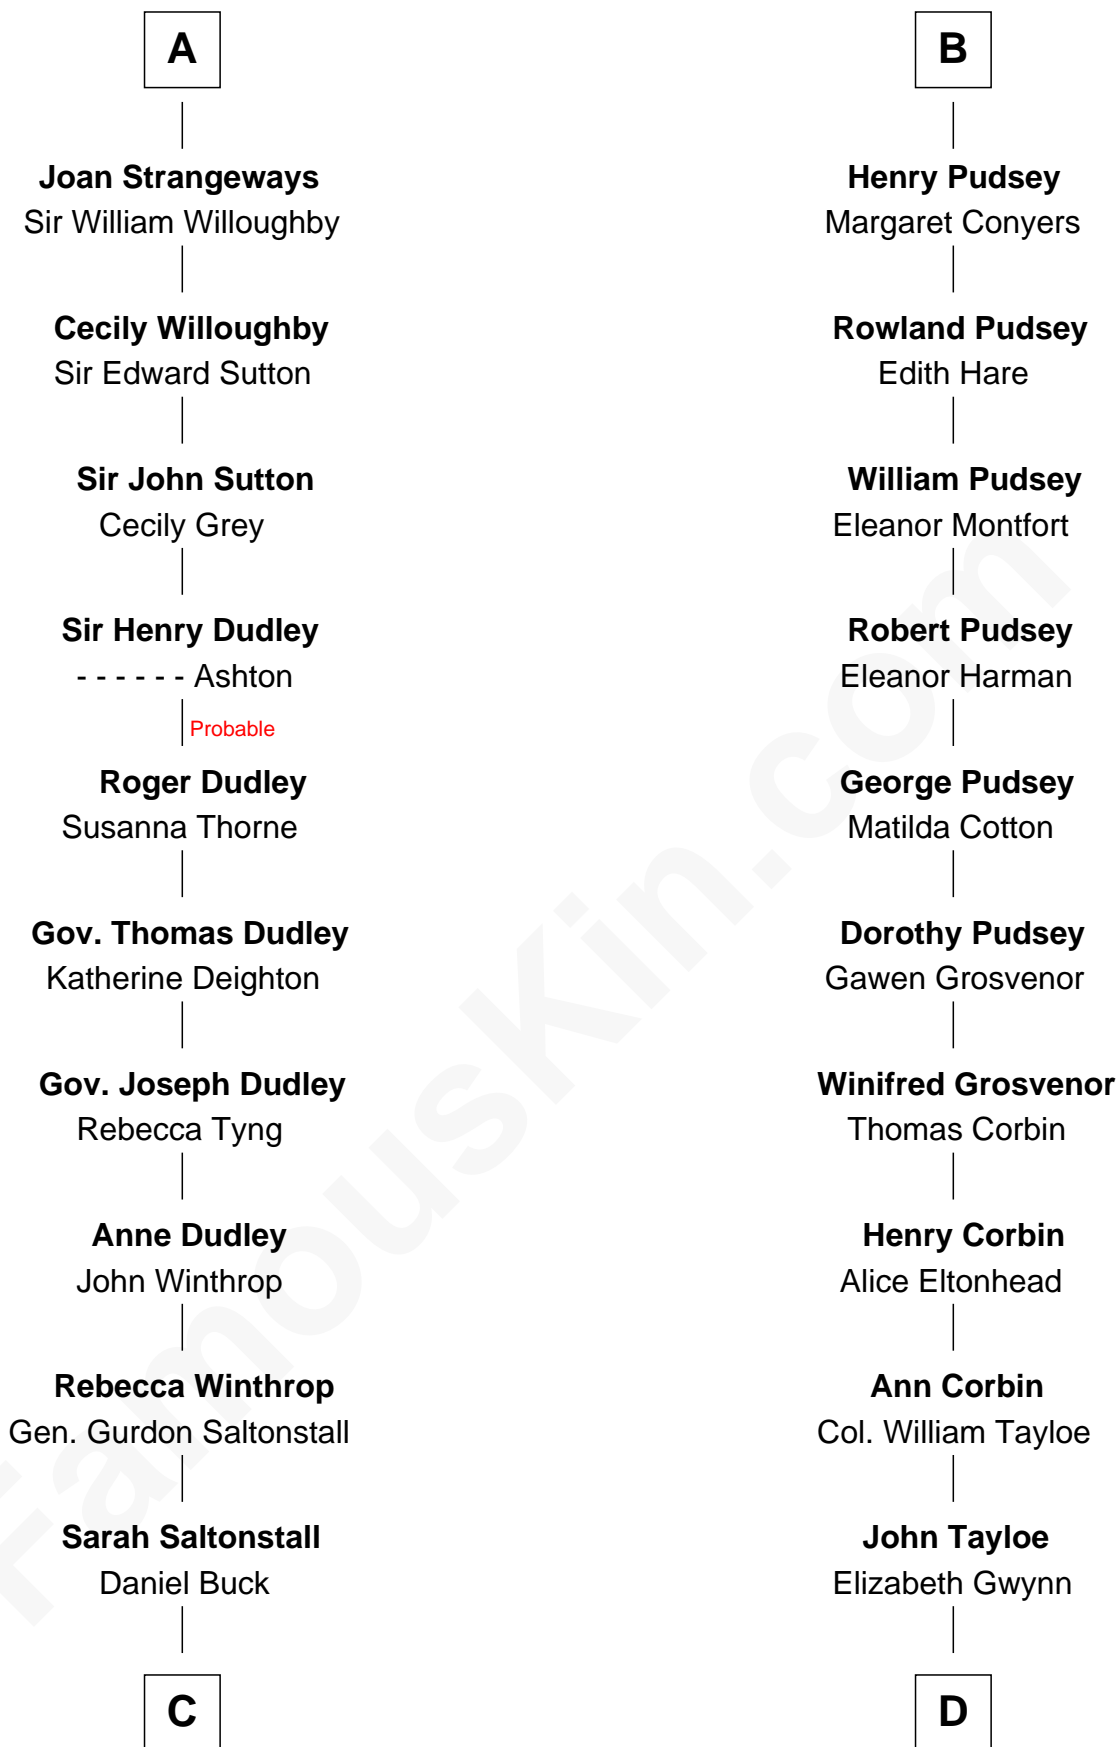 A
Joan Strangeways
Sir William Willoughby
Cecily Willoughby
Sir Edward Sutton
Sir John Sutton
Cecily Grey
Sir Henry Dudley
- - - - - - Ashton
Probable
Roger Dudley
Susanna Thorne
Gov. Thomas Dudley
Katherine Deighton
Gov. Joseph Dudley
Rebecca Tyng
Anne Dudley
John Winthrop
Rebecca Winthrop
Gen. Gurdon Saltonstall
Sarah Saltonstall
Daniel Buck
C
B
Henry Pudsey
Margaret Conyers
Rowland Pudsey
Edith Hare
William Pudsey
Eleanor Montfort
Robert Pudsey
Eleanor Harman
George Pudsey
Matilda Cotton
Dorothy Pudsey
Gawen Grosvenor
Winifred Grosvenor
Thomas Corbin
Henry Corbin
Alice Eltonhead
Ann Corbin
Col. William Tayloe
John Tayloe
Elizabeth Gwynn
D
FamousKin.com